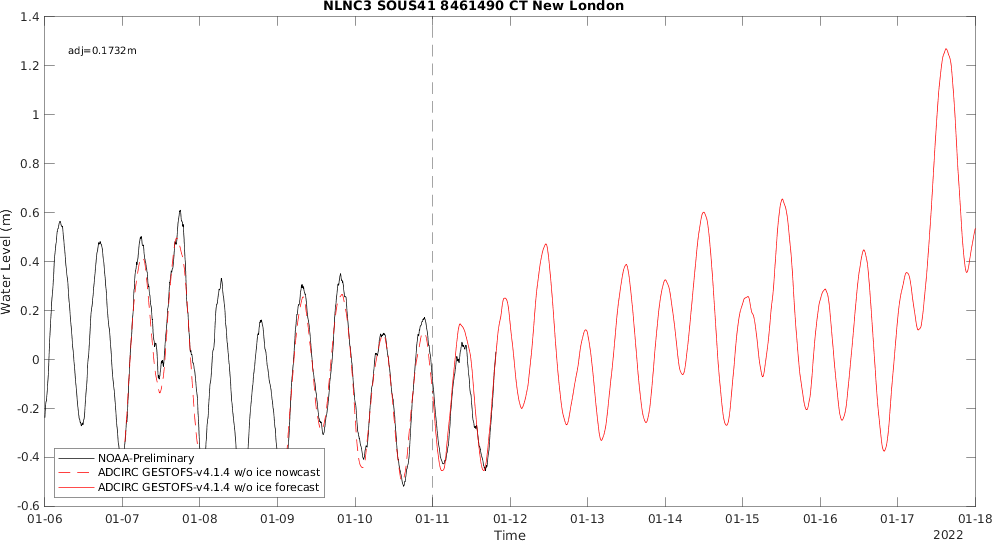 NLNC3 SOUS41 8461490 CT New London
1.4
adj=0.1732m
1.2
1
0.8
0.6
0.4
0.2
0
-0.2
-0.4
-0.6
Water Level (m)
NOAA-Preliminary
ADCIRC GESTOFS-v4.1.4 w/o ice nowcast
ADCIRC GESTOFS-v4.1.4 w/o ice forecast
01-06 01-07 01-08 01-09 01-10 01-11 01-12 01-13 01-14 01-15 01-16 01-17 01-18
Time
2022